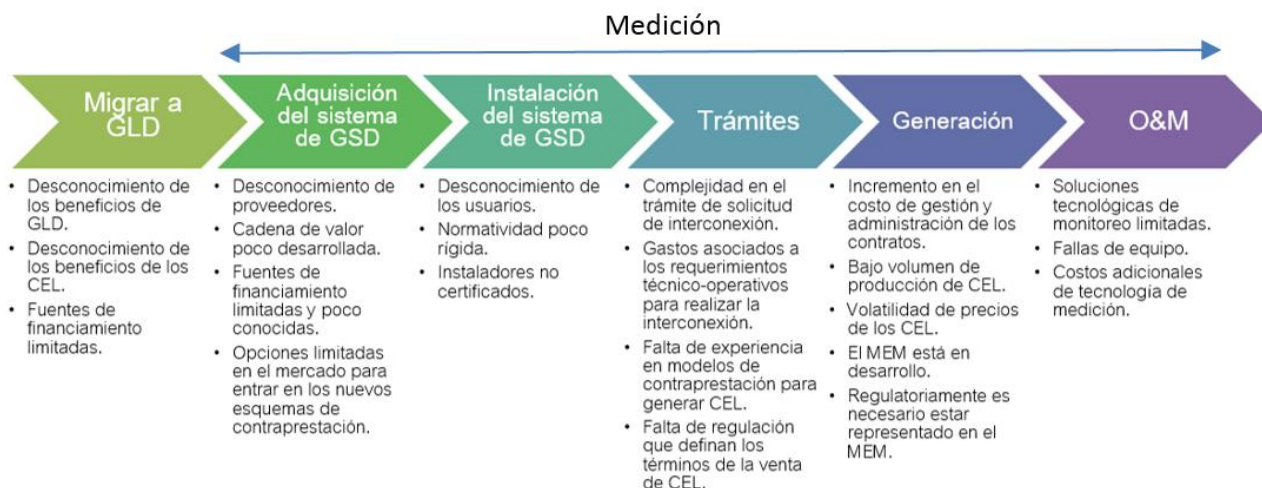 Medición
Migrar a
GLD
Adquisición
del sistema
de GSD
Instalación
del sistema
de GSD
Trámites
Generación
O&M
• Desconocimiento de
los beneficios de
GLD.
• Desconocimiento de
los beneficios de los
CEL.
• Fuentes de
financiamiento
limitadas.
• Desconocimiento de
proveedores.
• Cadena de valor
poco desarrollada.
• Fuentes de
financiamiento
limitadas y poco
conocidas.
• Opciones limitadas
en el mercado para
entrar en los nuevos
esquemas de
contraprestación.
• Desconocimiento de
los usuarios.
• Normatividad poco
rígida.
• Instaladores no
certificados.
• Complejidad en el
trámite de solicitud
de interconexión.
• Gastos asociados a
los requerimientos
técnico-operativos
para realizar la
interconexión.
• Falta de experiencia
en modelos de
contraprestación para
generar CEL.
• Falta de regulación
que definan los
términos de la venta
de CEL.
• Incremento en el
costo de gestión y
administración de los
contratos.
• Bajo volumen de
producción de CEL.
• Volatilidad de precios
de los CEL.
• El MEM está en
desarrollo.
• Regulatoriamente es
necesario estar
representado en el
MEM.
• Soluciones
tecnológicas de
monitoreo limitadas.
• Fallas de equipo.
• Costos adicionales
de tecnología de
medición.